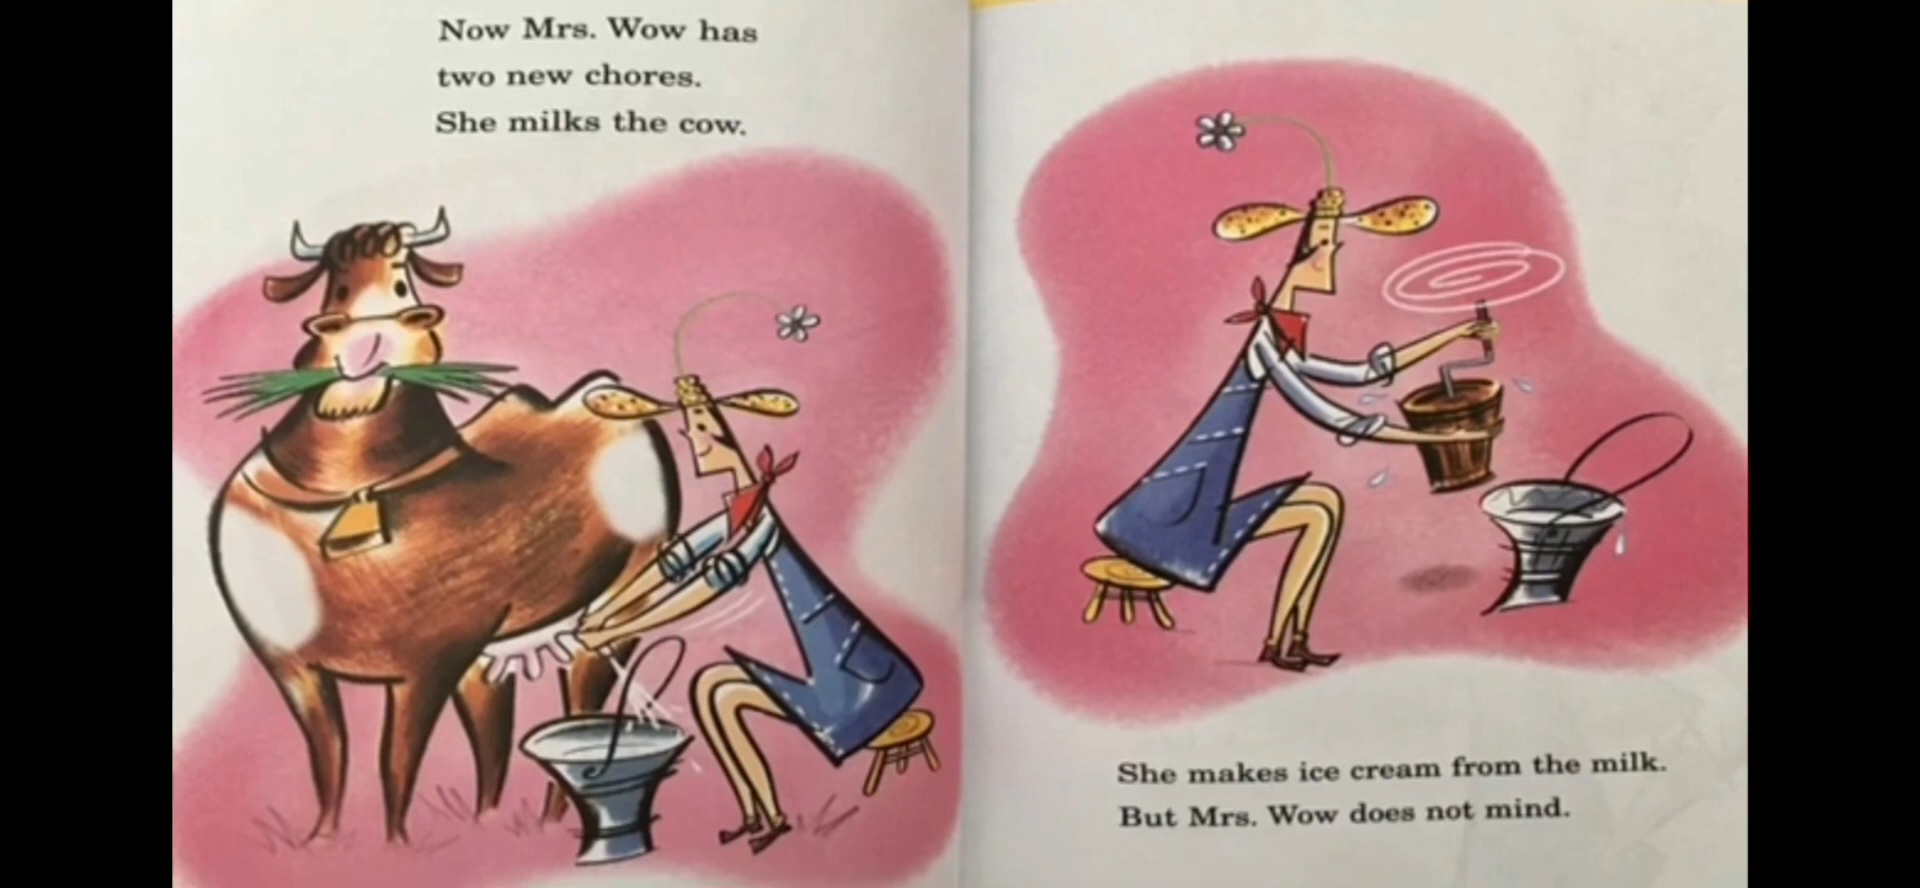 Now Mrs. Wow has
two new chores.
She milks the cow.
She makes ice cream from the milk.
But Mrs. Wow does not mind.